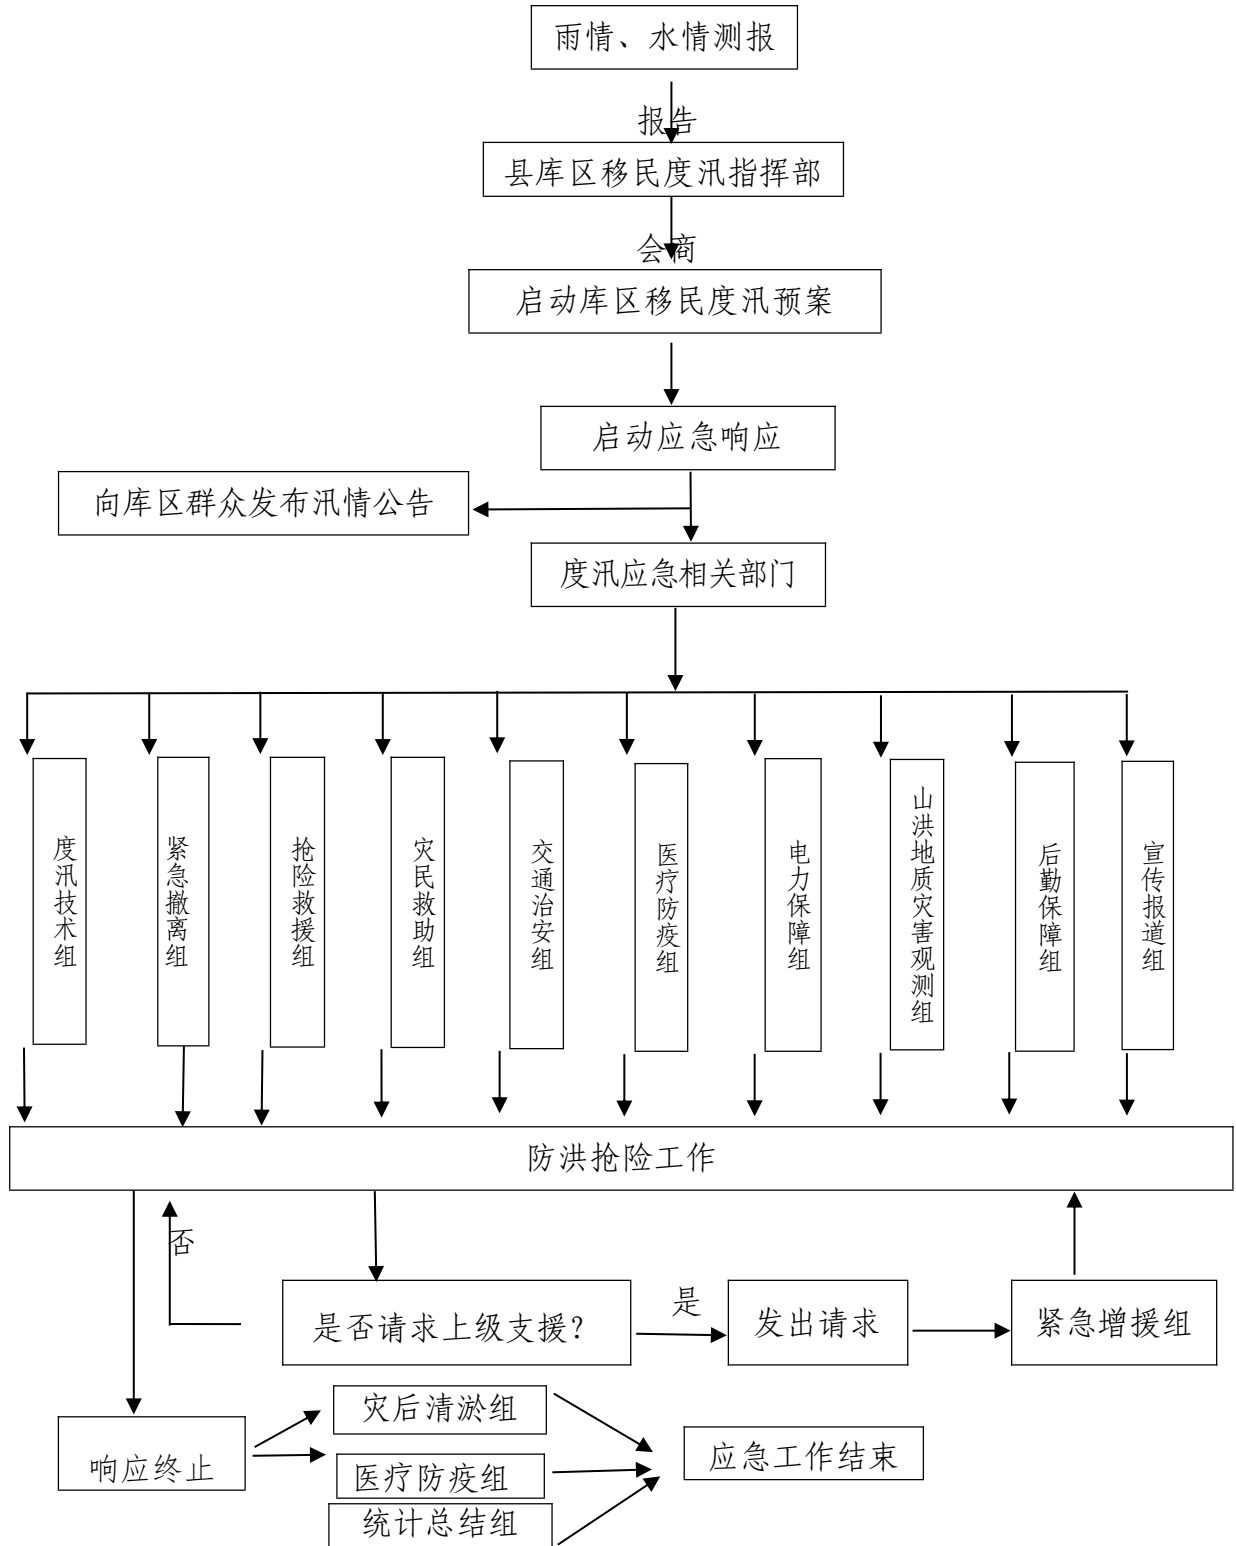 雨情、水情测报
报告
县库区移民度汛指挥部
会商
启动库区移民度汛预案
启动应急响应
向库区群众发布汛情公告
度汛应急相关部门
度汛技术组
紧急撤离组
抢险救援组
灾民救助组
交通治安组
医疗防疫组
电力保障组
山洪地质灾害观测组
后勤保障组
宣传报道组
防洪抢险工作
否
是否请求上级支援?
是
发出请求
紧急增援组
响应终止
灾后清淤组
医疗防疫组
统计总结组
应急工作结束